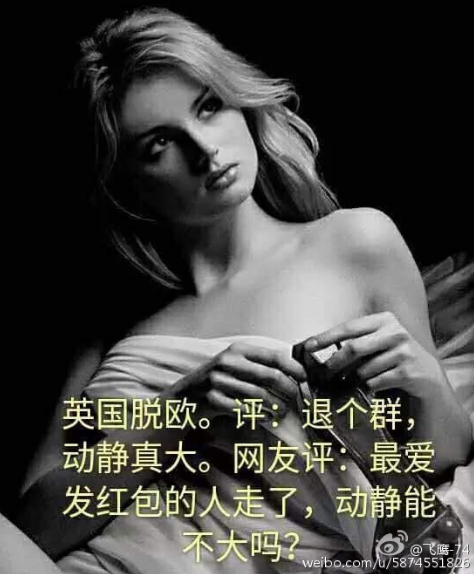 英国脱欧。评：退个群，
动静真大。网友评：最爱
发红包的人走了，动静能
不大吗？
@飞鹰-74
weibo.com/u/5874551826